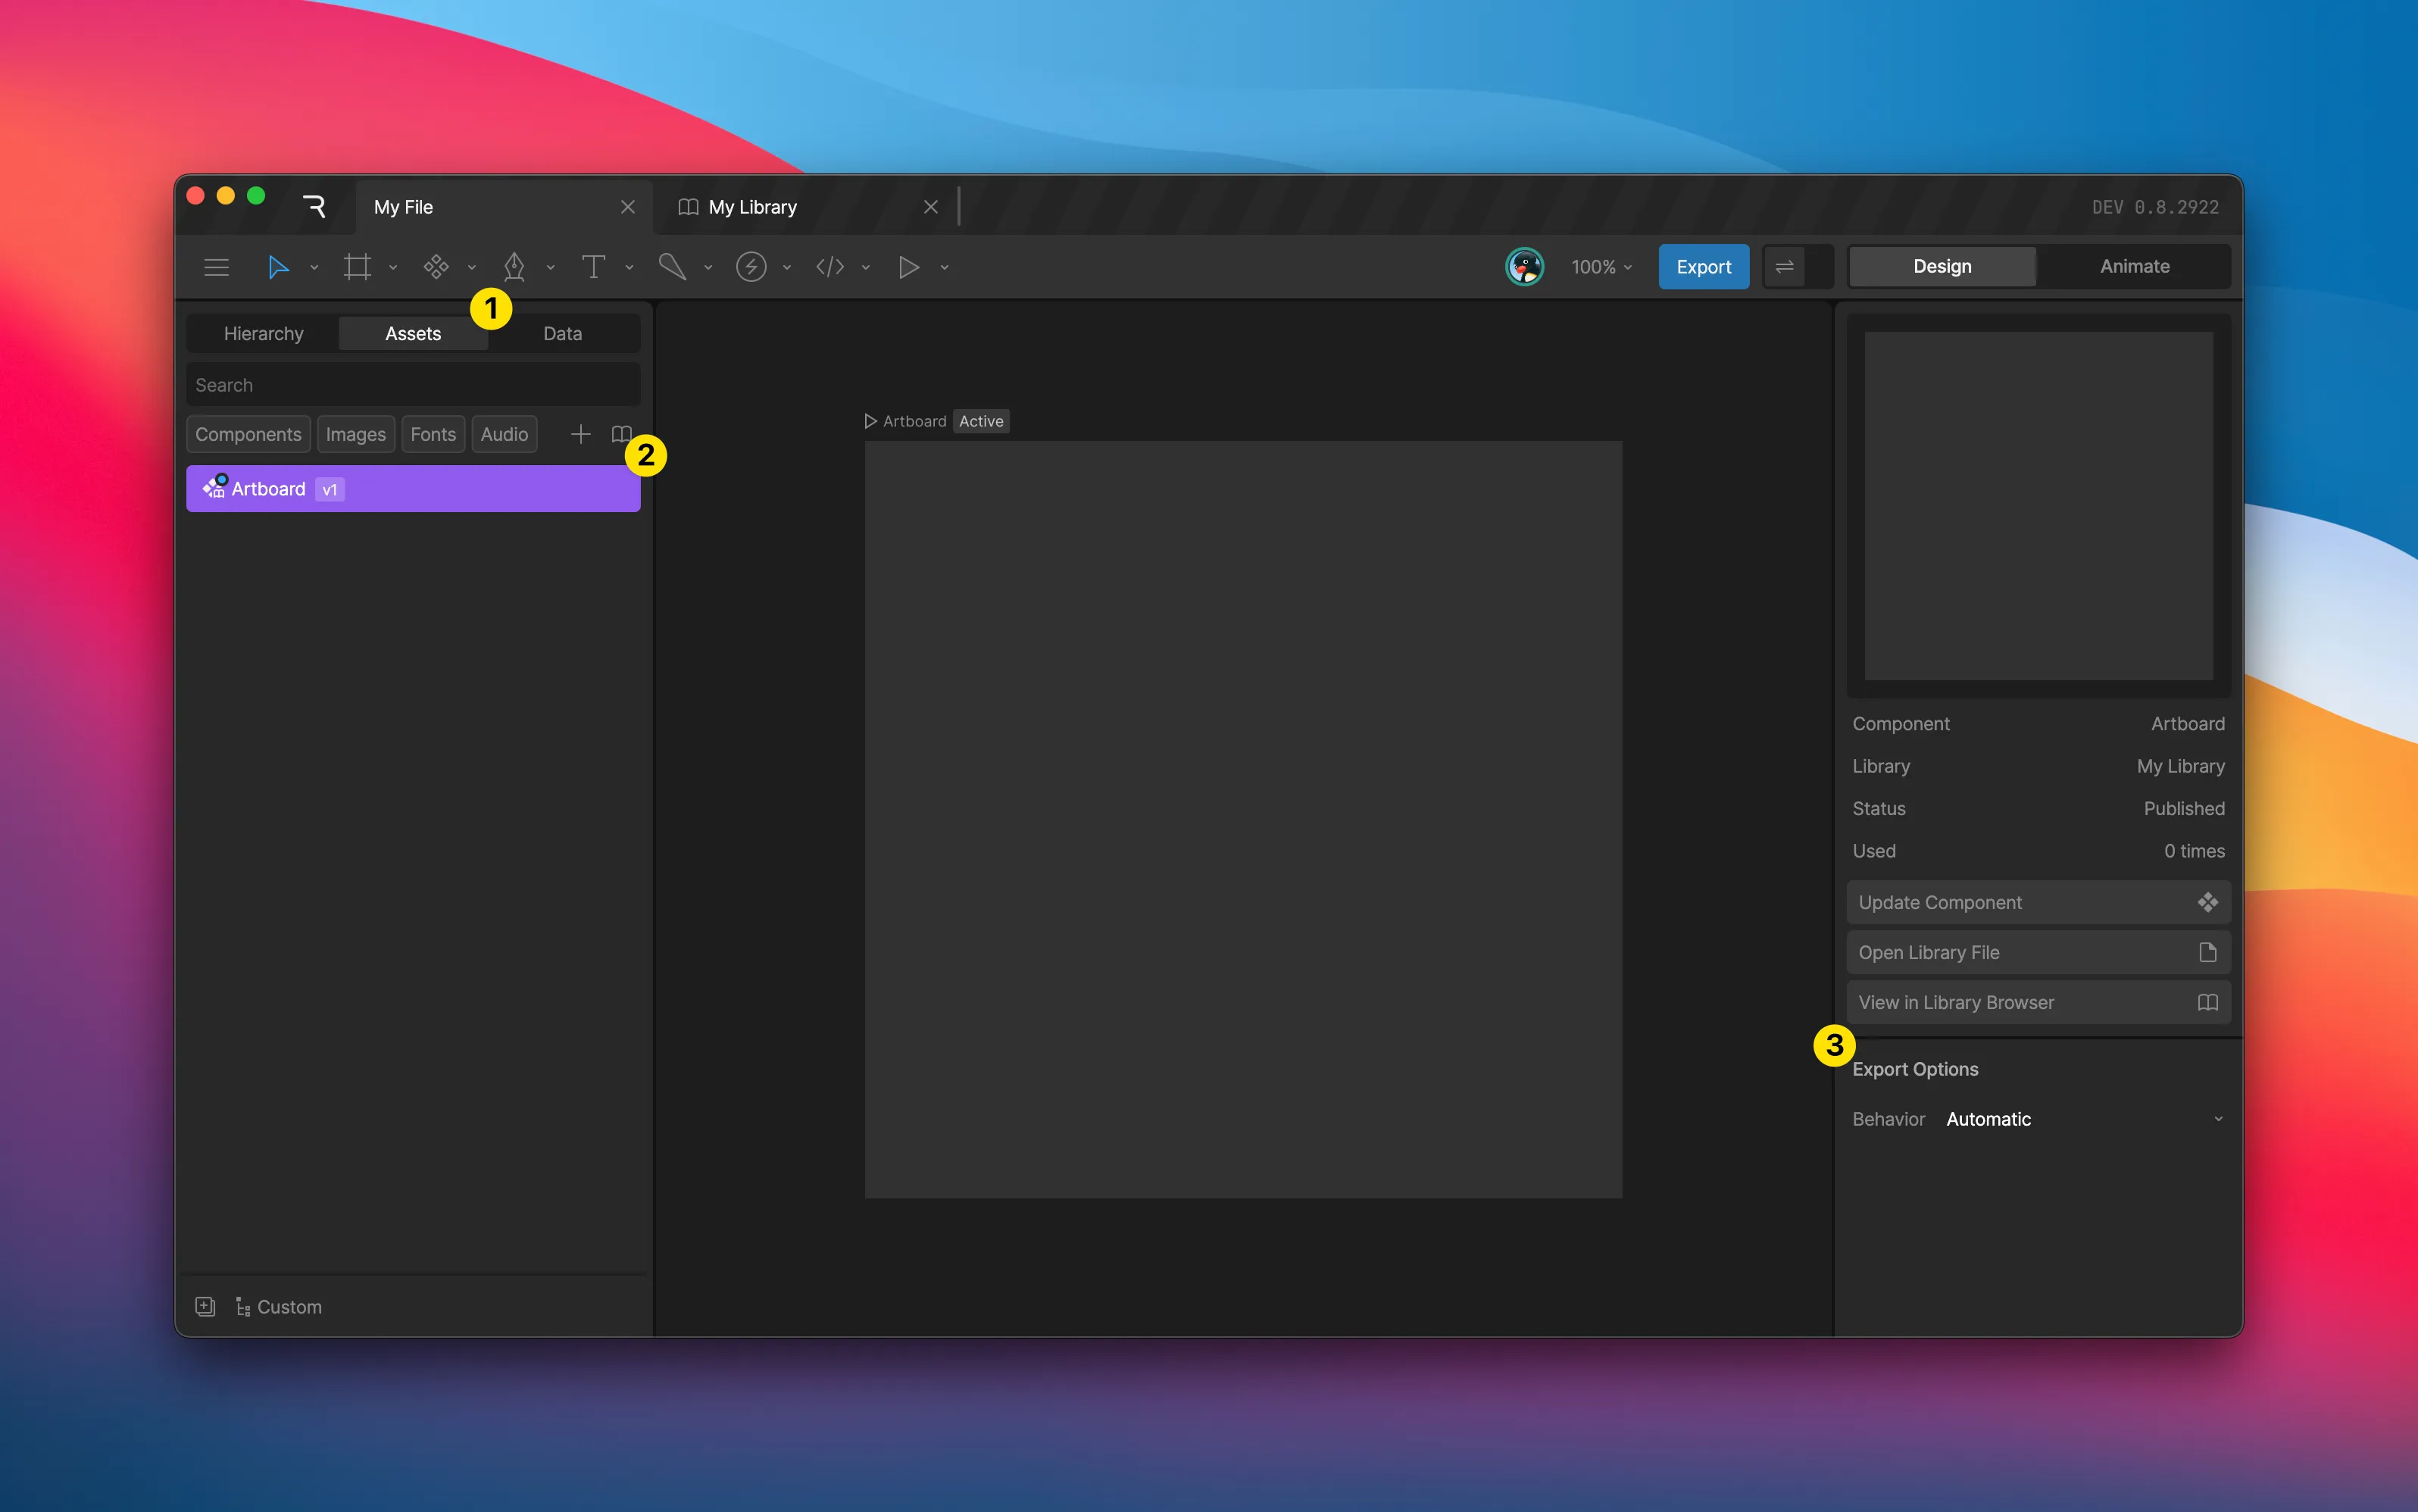 My File
My Library
DEV 0.8.2922
100%
Export
Design
Animate
1
Hierarchy
Assets
Data
Search
Components
Images
Fonts
Audio
2
Artboard v1
Artboard Active
Component Artboard
Library My Library
Status Published
Used 0 times
Update Component
Open Library File
View in Library Browser
3
Export Options
Behavior Automatic
Custom